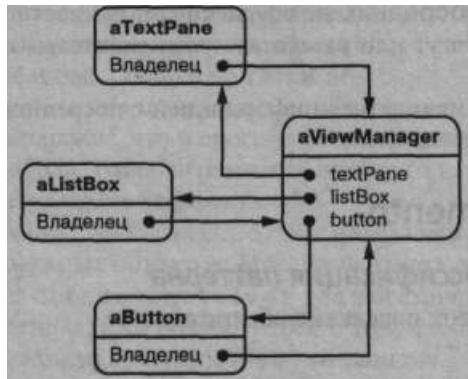 aTextPane
Владелец
aViewManager
textPane
listBox
button
aListBox
Владелец
aButton
Владелец